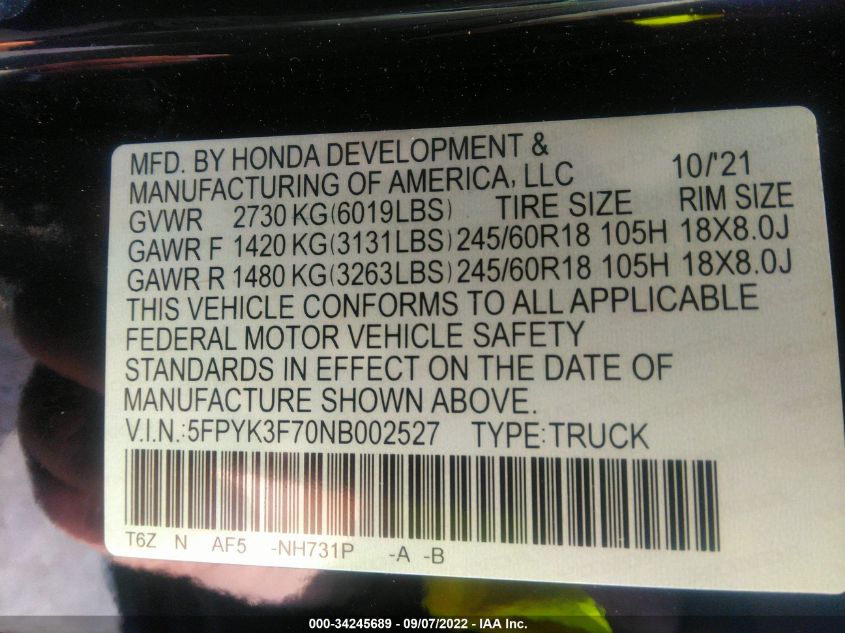 MFD. BY HONDA DEVELOPMENT &
MANUFACTURING OF AMERICA, LLC 10/'21
GVWR 2730 KG(6019LBS) TIRE SIZE RIM SIZE
GAWR F 1420 KG(3131LBS) 245/60R18 105H 18X8.0J
GAWR R 1480 KG(3263LBS) 245/60R18 105H 18X8.0J
THIS VEHICLE CONFORMS TO ALL APPLICABLE
FEDERAL MOTOR VEHICLE SAFETY
STANDARDS IN EFFECT ON THE DATE OF
MANUFACTURE SHOWN ABOVE.
V.I.N.:5FPYK3F70NB002527 TYPE:TRUCK
T6Z N AF5 -NH731P -A -B
000-34245689 - 09/07/2022 - IAA Inc.